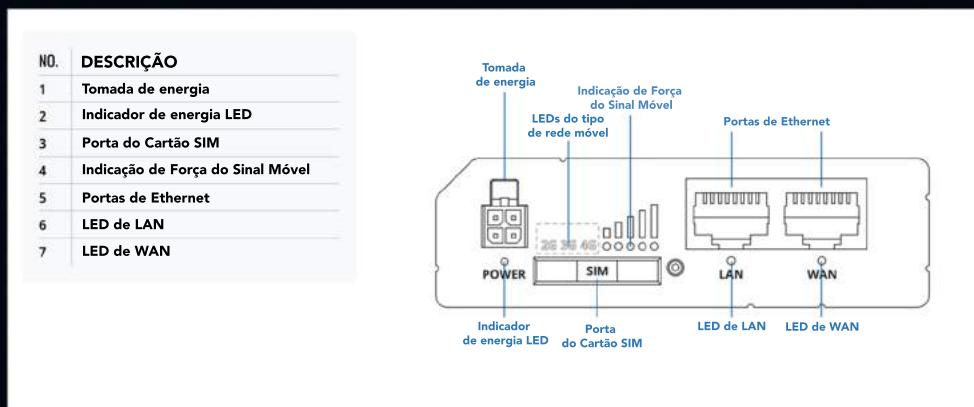 NO. DESCRIÇÃO
1 Tomada de energia
2 Indicador de energia LED
3 Porta do Cartão SIM
4 Indicação de Força do Sinal Móvel
5 Portas de Ethernet
6 LED de LAN
7 LED de WAN
Tomada
de energia
Indicação de Força
do Sinal Móvel
LEDs do tipo
de rede móvel
Portas de Ethernet
2G 3G 4G
POWER
SIM
LAN
WAN
Indicador
de energia LED
Porta
do Cartão SIM
LED de LAN
LED de WAN